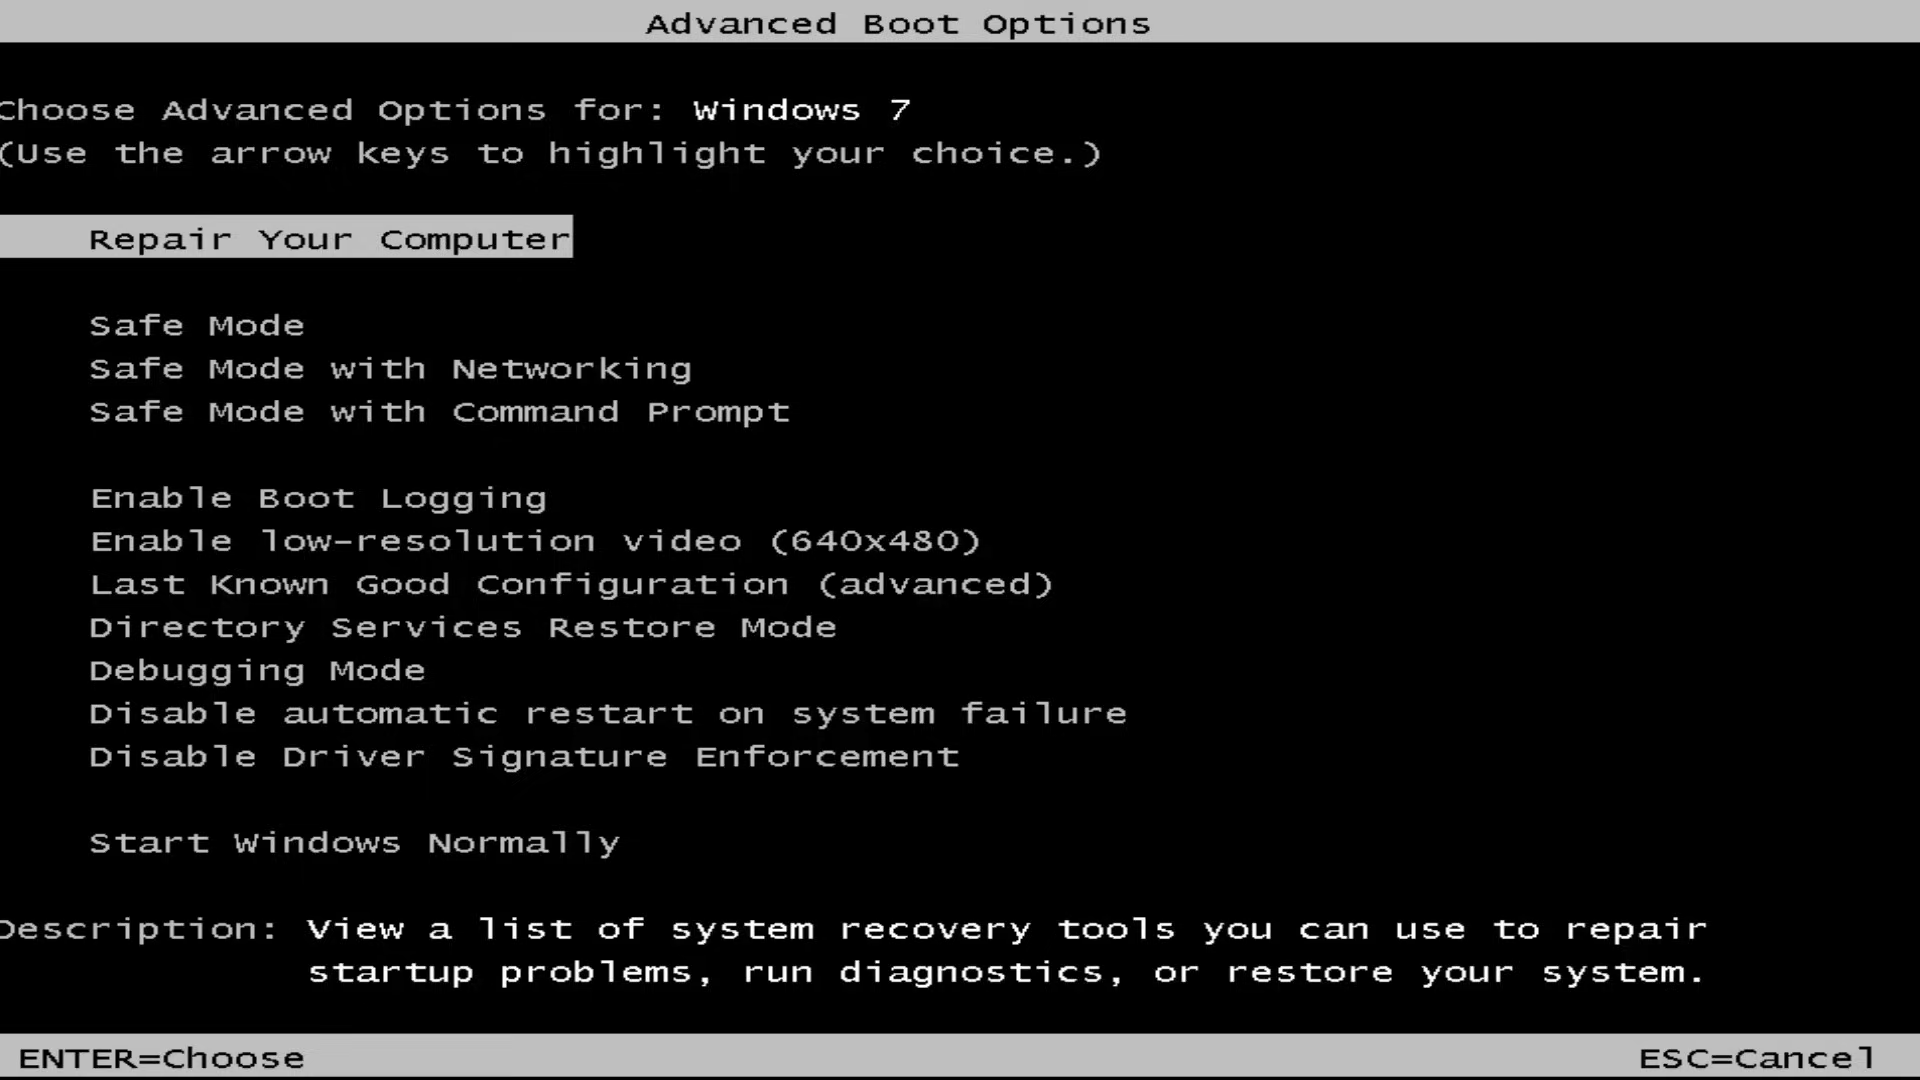 Advanced Boot Options
Choose Advanced Options for: Windows 7
(Use the arrow keys to highlight your choice.)
Repair Your Computer
Safe Mode
Safe Mode with Networking
Safe Mode with Command Prompt
Enable Boot Logging
Enable low-resolution video (640x480)
Last Known Good Configuration (advanced)
Directory Services Restore Mode
Debugging Mode
Disable automatic restart on system failure
Disable Driver Signature Enforcement
Start Windows Normally
Description: View a list of system recovery tools you can use to repair
startup problems, run diagnostics, or restore your system.
ENTER=Choose ESC=Cancel